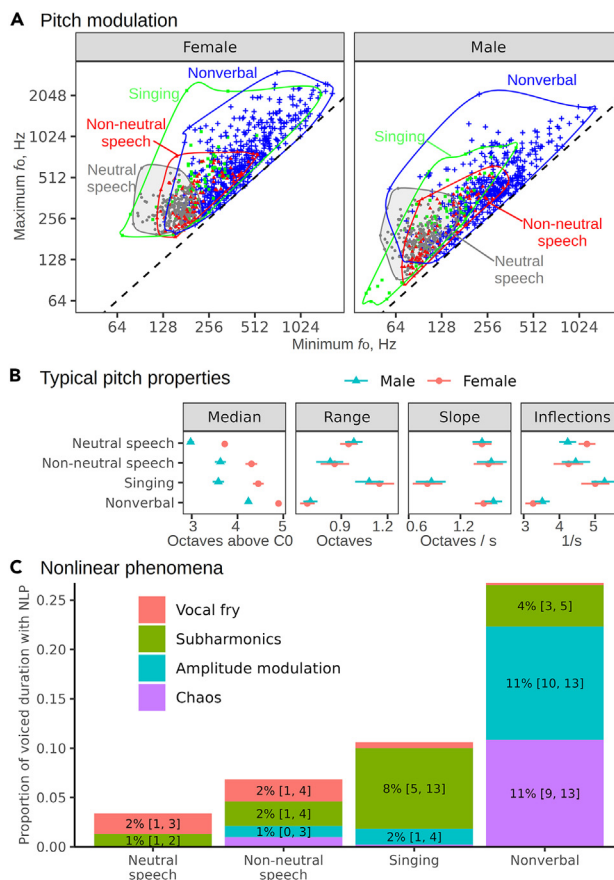 A Pitch modulation
Female
Male
Maximum fo, Hz
2048
1024
512
256
128
64
Singing
Nonverbal
Non-neutral
speech
Neutral
speech
Nonverbal
Singing
Non-neutral
speech
Neutral
speech
64 128 256 512 1024
64 128 256 512 1024
Minimum fo, Hz
B Typical pitch properties
Male Female
Median Range Slope Inflections
Neutral speech
Non-neutral speech
Singing
Nonverbal
3 4 5
0.9 1.2
0.6 1.2
3 4 5
Octaves above C0
Octaves
Octaves / s
1/s
C Nonlinear phenomena
Proportion of voiced duration with NLP
0.25
0.20
0.15
0.10
0.05
0.00
Vocal fry
Subharmonics
Amplitude modulation
Chaos
2% [1, 3]
1% [1, 2]
2% [1, 4]
2% [1, 4]
1% [0, 3]
8% [5, 13]
2% [1, 4]
4% [3, 5]
11% [10, 13]
11% [9, 13]
Neutral
speech
Non-neutral
speech
Singing
Nonverbal